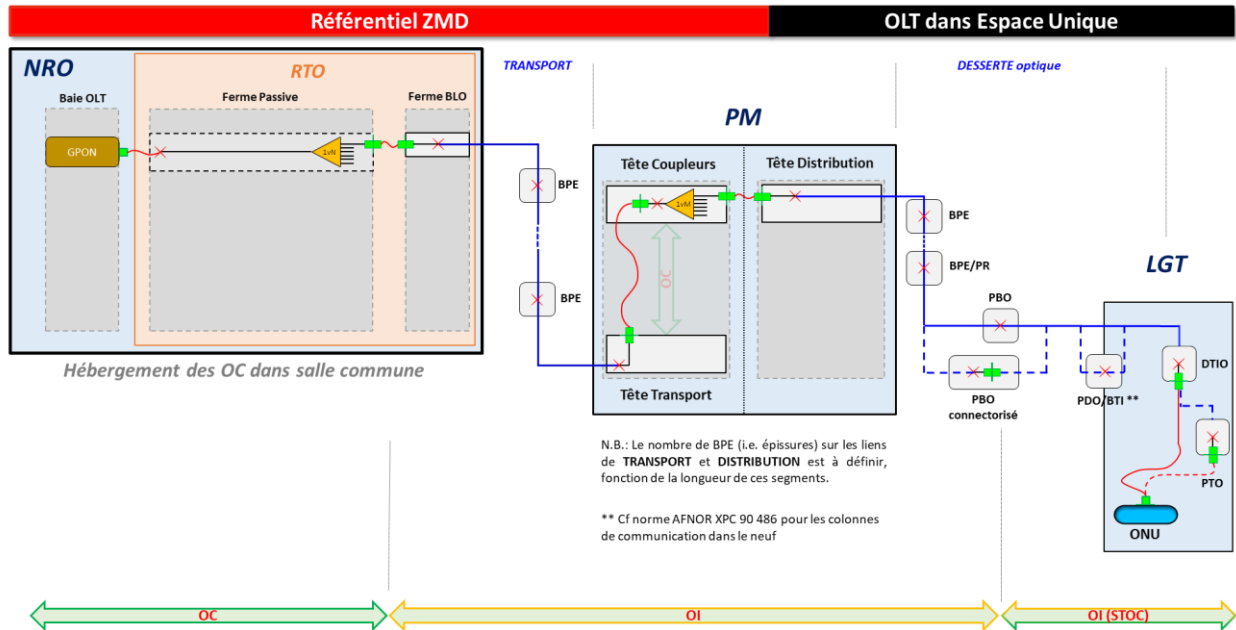 Référentiel ZMD
OLT dans Espace Unique
NRO
RTO
TRANSPORT
DESSERTE optique
Baie OLT
Ferme Passive
Ferme BLO
PM
GPON
1vN
Tête Coupleurs
Tête Distribution
BPE
1vM
BPE
OC
BPE/PR
LGT
BPE
PBO
Hébergement des OC dans salle commune
DTIO
Tête Transport
PBO
connectorisé
PDO/BTI **
N.B.: Le nombre de BPE (i.e. épissures) sur les liens
de TRANSPORT et DISTRIBUTION est à définir,
fonction de la longueur de ces segments.
PTO
** Cf norme AFNOR XPC 90 486 pour les colonnes
de communication dans le neuf
ONU
OC
OI
OI (STOC)